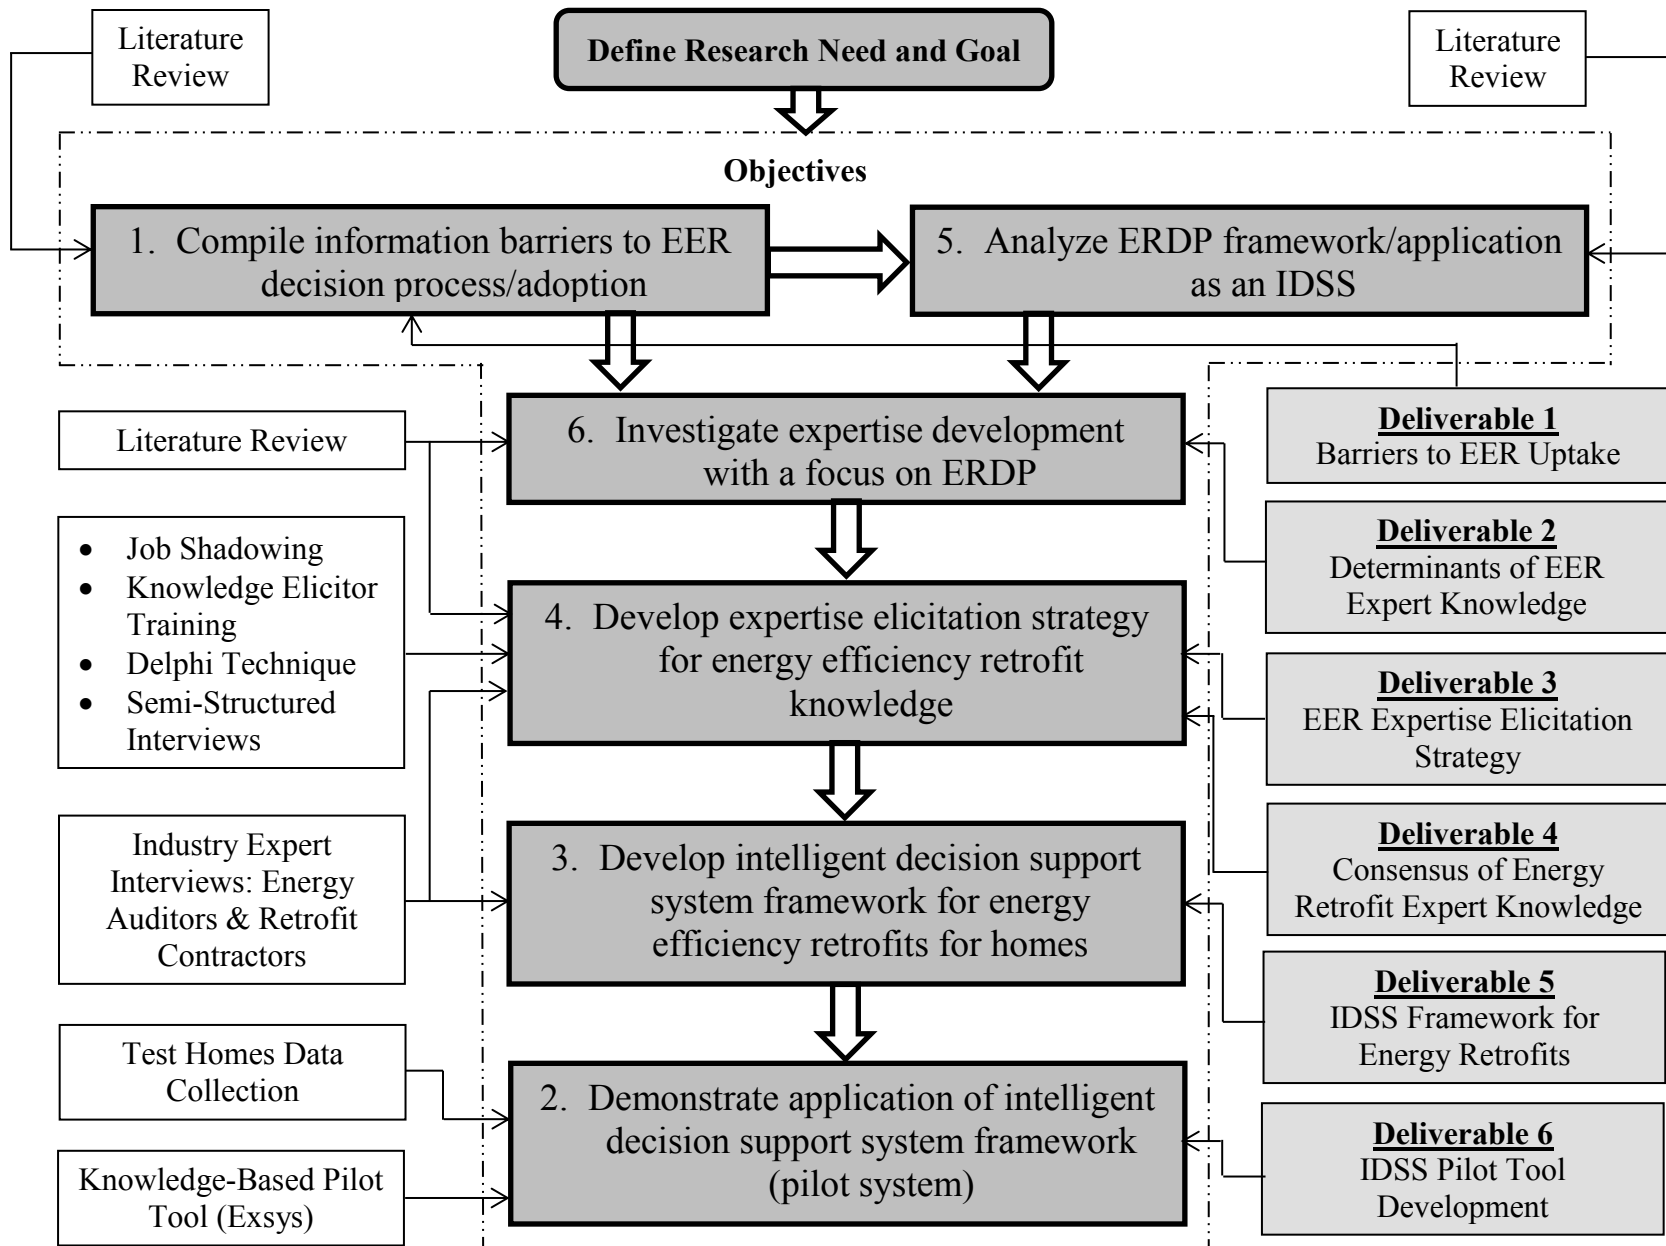 Literature
Review
Define Research Need and Goal
Literature
Review
Objectives
1. Compile information barriers to EER
decision process/adoption
5. Analyze ERDP framework/application
as an IDSS
Literature Review
6. Investigate expertise development
with a focus on ERDP
Deliverable 1
Barriers to EER Uptake
Deliverable 2
Determinants of EER
Expert Knowledge
• Job Shadowing
• Knowledge Elicitor
Training
• Delphi Technique
• Semi-Structured
Interviews
4. Develop expertise elicitation strategy
for energy efficiency retrofit
knowledge
Deliverable 3
EER Expertise Elicitation
Strategy
Deliverable 4
Consensus of Energy
Retrofit Expert Knowledge
Industry Expert
Interviews: Energy
Auditors & Retrofit
Contractors
3. Develop intelligent decision support
system framework for energy
efficiency retrofits for homes
Deliverable 5
IDSS Framework for
Energy Retrofits
Test Homes Data
Collection
Knowledge-Based Pilot
Tool (Exsys)
2. Demonstrate application of intelligent
decision support system framework
(pilot system)
Deliverable 6
IDSS Pilot Tool
Development